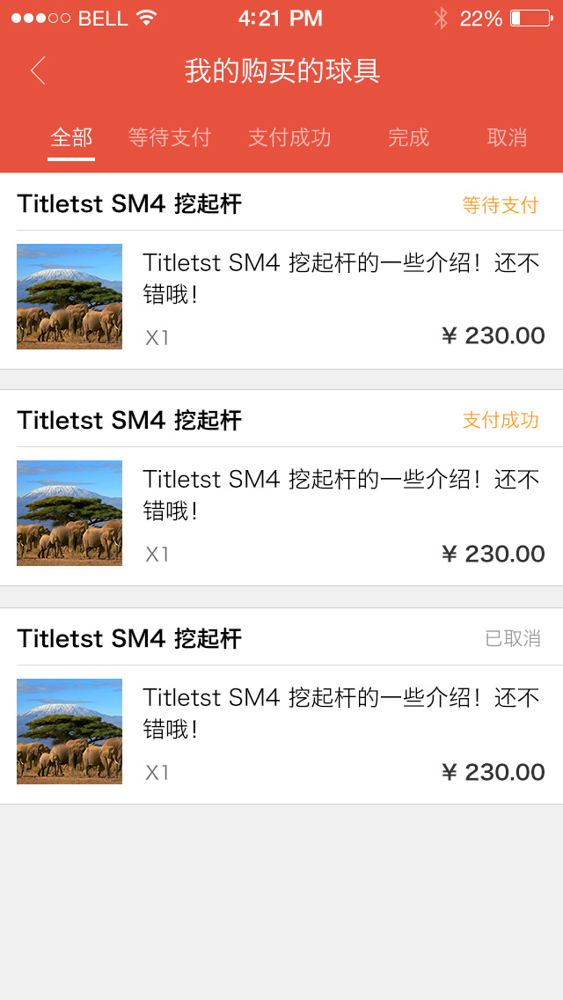 BELL 4:21 PM 22%
我的购买的球具
全部 等待支付 支付成功 完成 取消
Titletst SM4 挖起杆 等待支付
Titletst SM4 挖起杆的一些介绍！还不
错哦！
X1 ¥ 230.00
Titletst SM4 挖起杆 支付成功
Titletst SM4 挖起杆的一些介绍！还不
错哦！
X1 ¥ 230.00
Titletst SM4 挖起杆 已取消
Titletst SM4 挖起杆的一些介绍！还不
错哦！
X1 ¥ 230.00